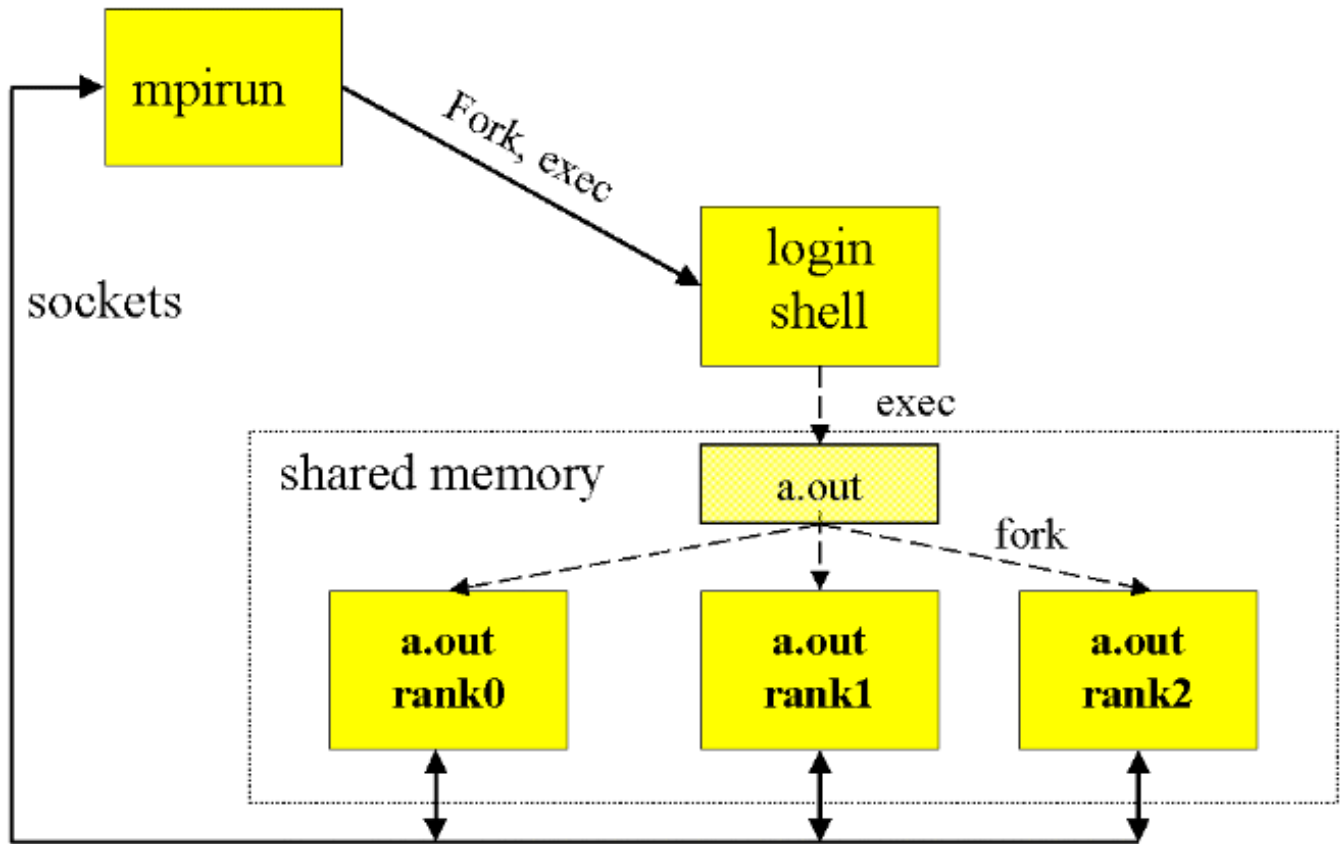 mpirun
Fork, exec
login
shell
sockets
exec
shared memory
a.out
fork
a.out
rank0
a.out
rank1
a.out
rank2